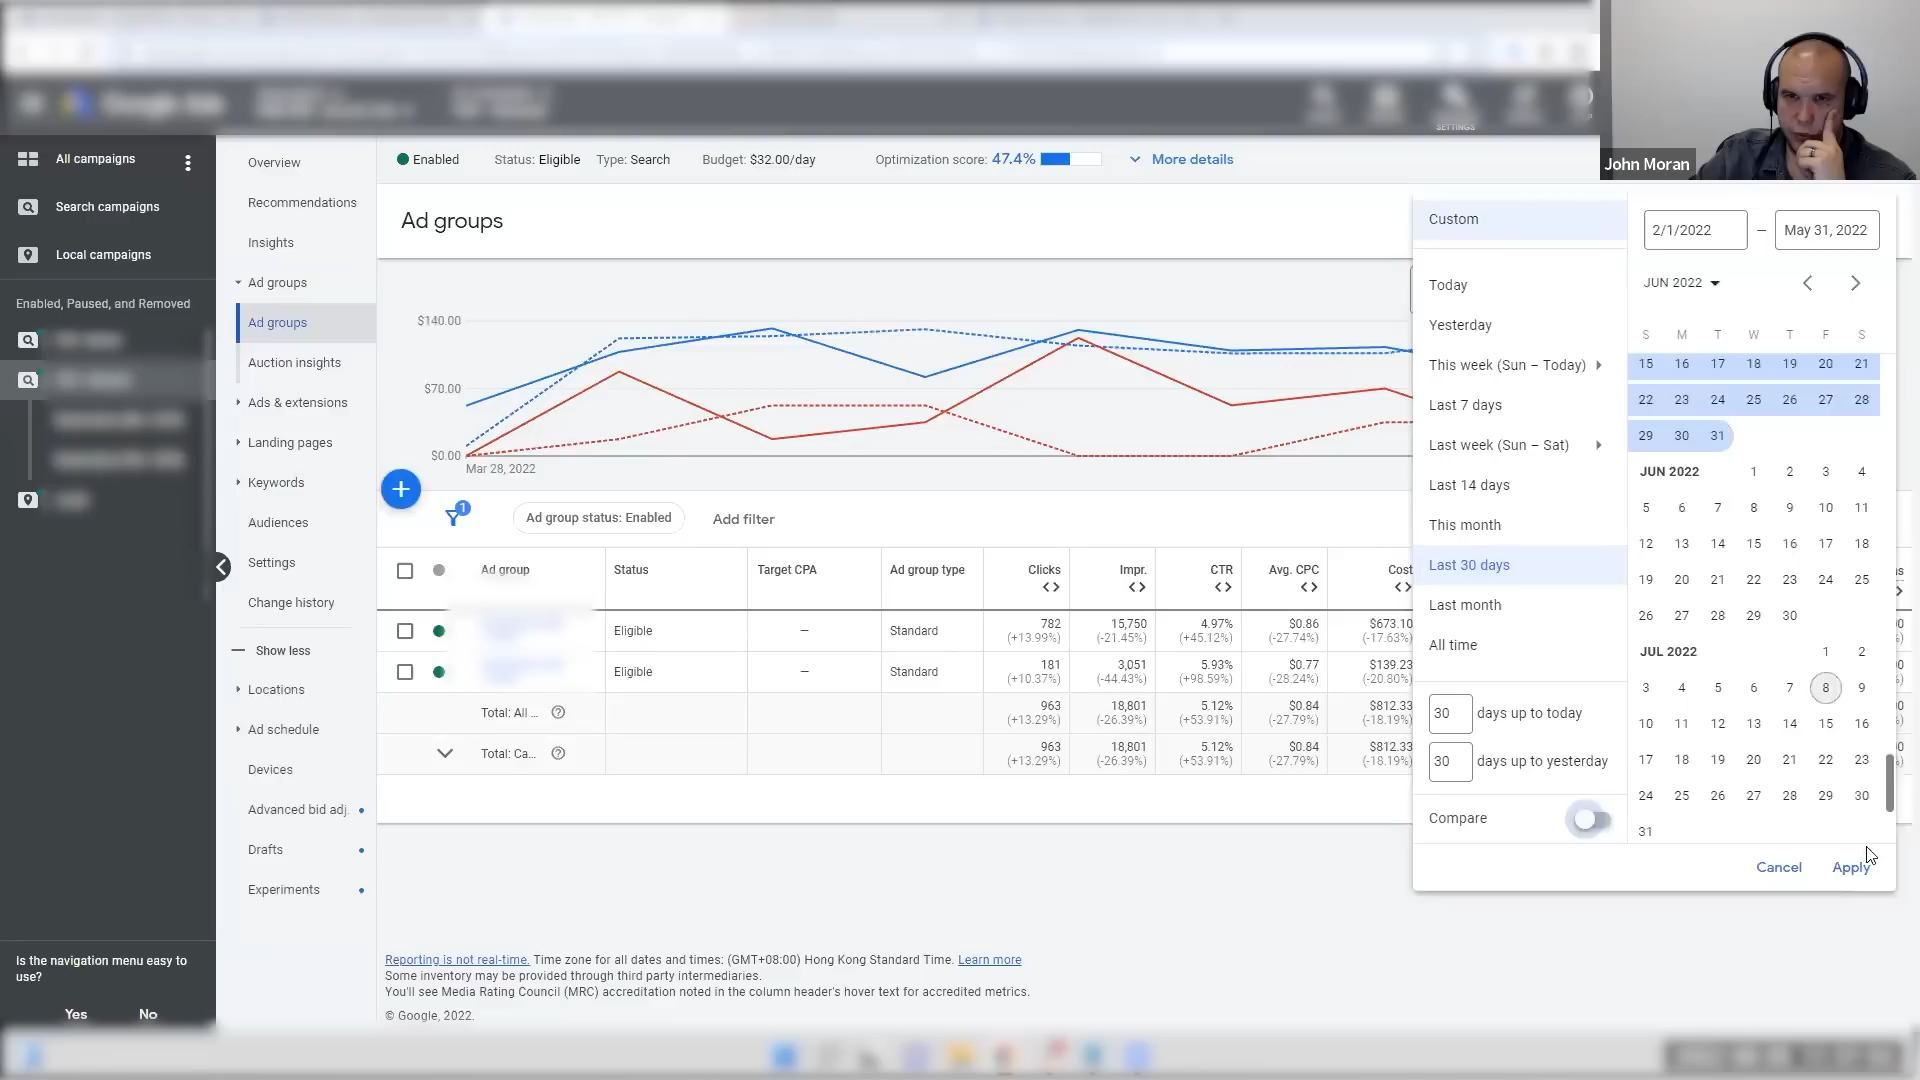 SETTINGS
John Moran
All campaigns
Search campaigns
Local campaigns
Enabled, Paused, and Removed
Is the navigation menu easy to
use?
Yes No
Overview
Recommendations
Insights
Ad groups
Ad groups
Auction insights
Ads & extensions
Landing pages
Keywords
Audiences
Settings
Change history
Show less
Locations
Ad schedule
Devices
Advanced bid adj.
Drafts
Experiments
Enabled Status: Eligible Type: Search Budget: $32.00/day Optimization score: 47.4% More details
Ad groups
$140.00
$70.00
$0.00
Mar 28, 2022
1
Ad group status: Enabled Add filter
Ad group Status Target CPA Ad group type Clicks Impr. CTR Avg. CPC Cost
Eligible — Standard 782 15,750 4.97% $0.86 $673.10
(+13.99%) (-21.45%) (+45.12%) (-27.74%) (-17.63%)
Eligible — Standard 181 3,051 5.93% $0.77 $139.23
(+10.37%) (-44.43%) (+98.59%) (-28.24%) (-20.80%)
Total: All ... 963 18,801 5.12% $0.84 $812.33
(+13.29%) (-26.39%) (+53.91%) (-27.79%) (-18.19%)
Total: Ca... 963 18,801 5.12% $0.84 $812.33
(+13.29%) (-26.39%) (+53.91%) (-27.79%) (-18.19%)
Reporting is not real-time. Time zone for all dates and times: (GMT+08:00) Hong Kong Standard Time. Learn more
Some inventory may be provided through third party intermediaries.
You'll see Media Rating Council (MRC) accreditation noted in the column header's hover text for accredited metrics.
© Google, 2022.
Custom
Today
Yesterday
This week (Sun – Today)
Last 7 days
Last week (Sun – Sat)
Last 14 days
This month
Last 30 days
Last month
All time
30 days up to today
30 days up to yesterday
Compare
2/1/2022 – May 31, 2022
JUN 2022
S M T W T F S
15 16 17 18 19 20 21
22 23 24 25 26 27 28
29 30 31
JUN 2022 1 2 3 4
5 6 7 8 9 10 11
12 13 14 15 16 17 18
19 20 21 22 23 24 25
26 27 28 29 30
JUL 2022 1 2
3 4 5 6 7 8 9
10 11 12 13 14 15 16
17 18 19 20 21 22 23
24 25 26 27 28 29 30
31
Cancel Apply